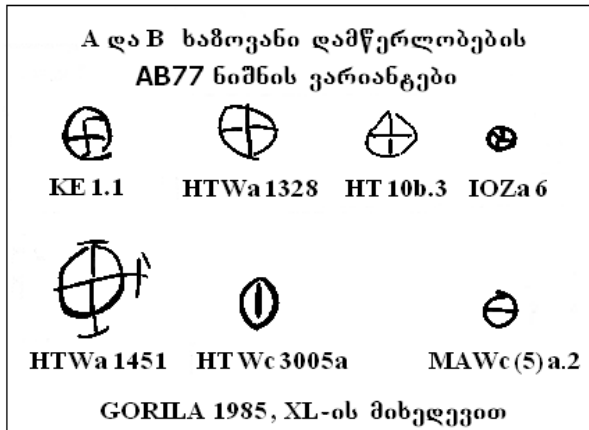 A და B ხაზოვანი დამწერლობების
AB77 ნიშნის ვარიანტები
KE 1.1 HTWa 1328 HT 10b.3 IOZa 6
HTWa 1451 HT Wc 3005a MAWc (5) a.2
GORILA 1985, XL-ის მიხედევით